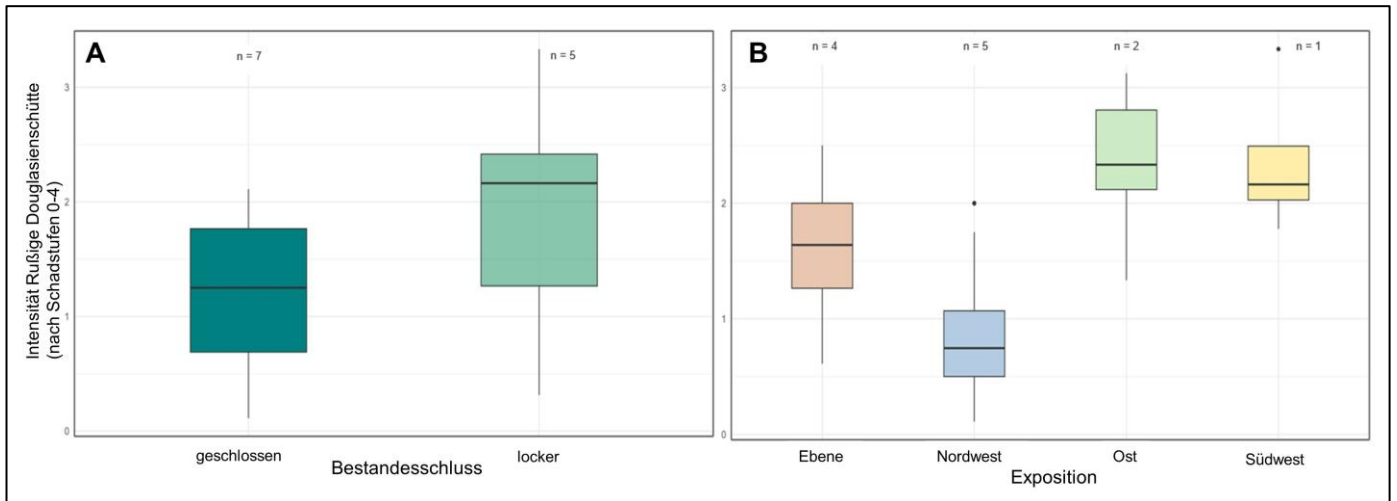 Intensität Rußige Douglasienschütte
(nach Schadstufen 0-4)
A
n = 7
n = 5
3
2
1
0
geschlossen
locker
Bestandesschluss
B
n = 4
n = 5
n = 2
n = 1
3
2
1
0
Ebene
Nordwest
Ost
Südwest
Exposition